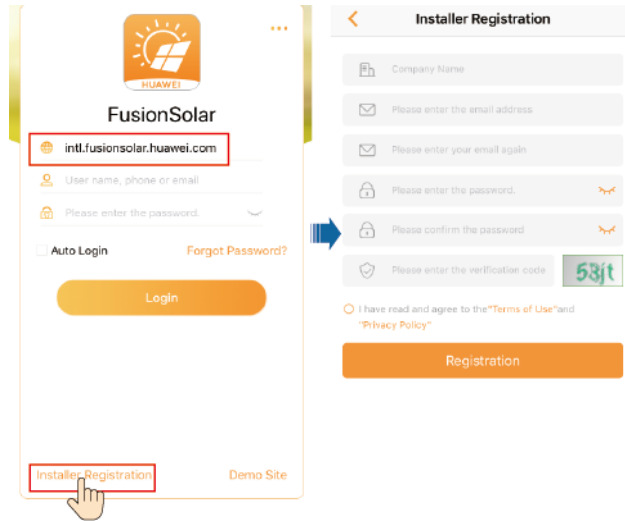 HUAWEI
FusionSolar
intl.fusionsolar.huawei.com
User name, phone or email
Please enter the password.
Auto Login
Forgot Password?
Login
Installer Registration
Demo Site
Installer Registration
Company Name
Please enter the email address
Please enter your email again
Please enter the password.
Please confirm the password
Please enter the verification code
53jt
I have read and agree to the"Terms of Use"and
"Privacy Policy"
Registration